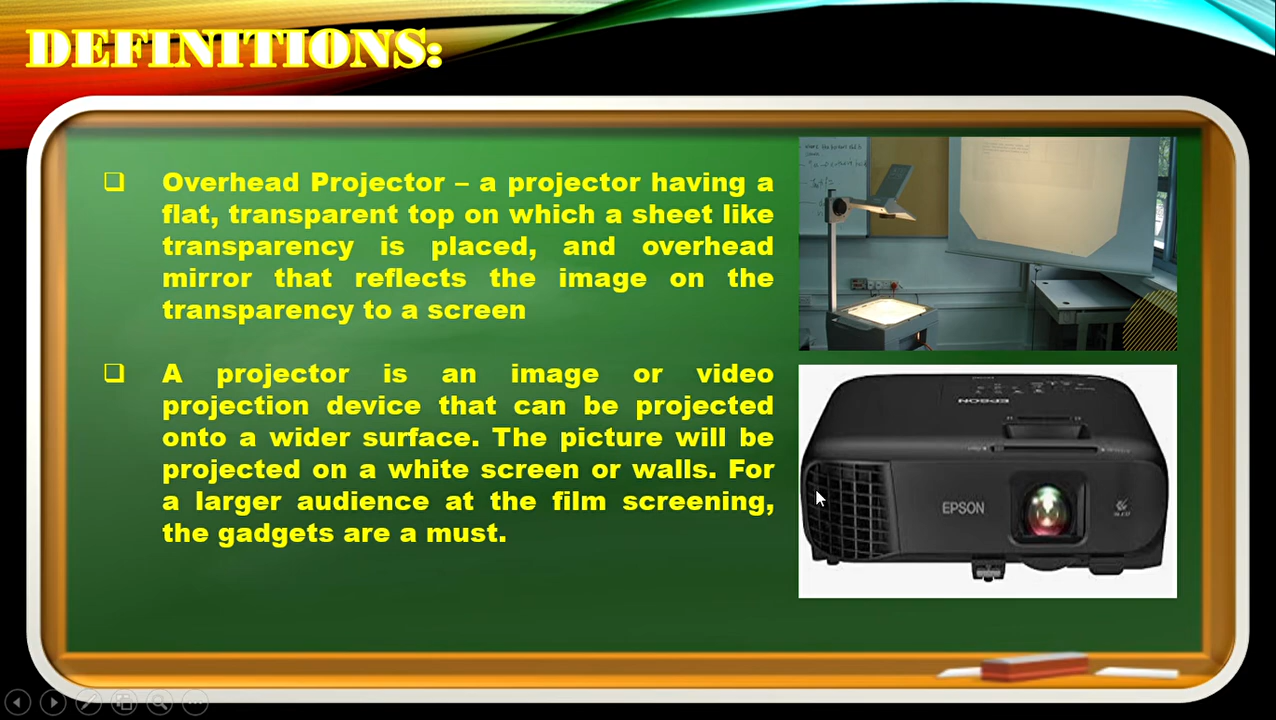 DEFINITIONS:
Overhead Projector – a projector having a
flat, transparent top on which a sheet like
transparency is placed, and overhead
mirror that reflects the image on the
transparency to a screen
A projector is an image or video
projection device that can be projected
onto a wider surface. The picture will be
projected on a white screen or walls. For
a larger audience at the film screening,
the gadgets are a must.
EPSON
EPSON